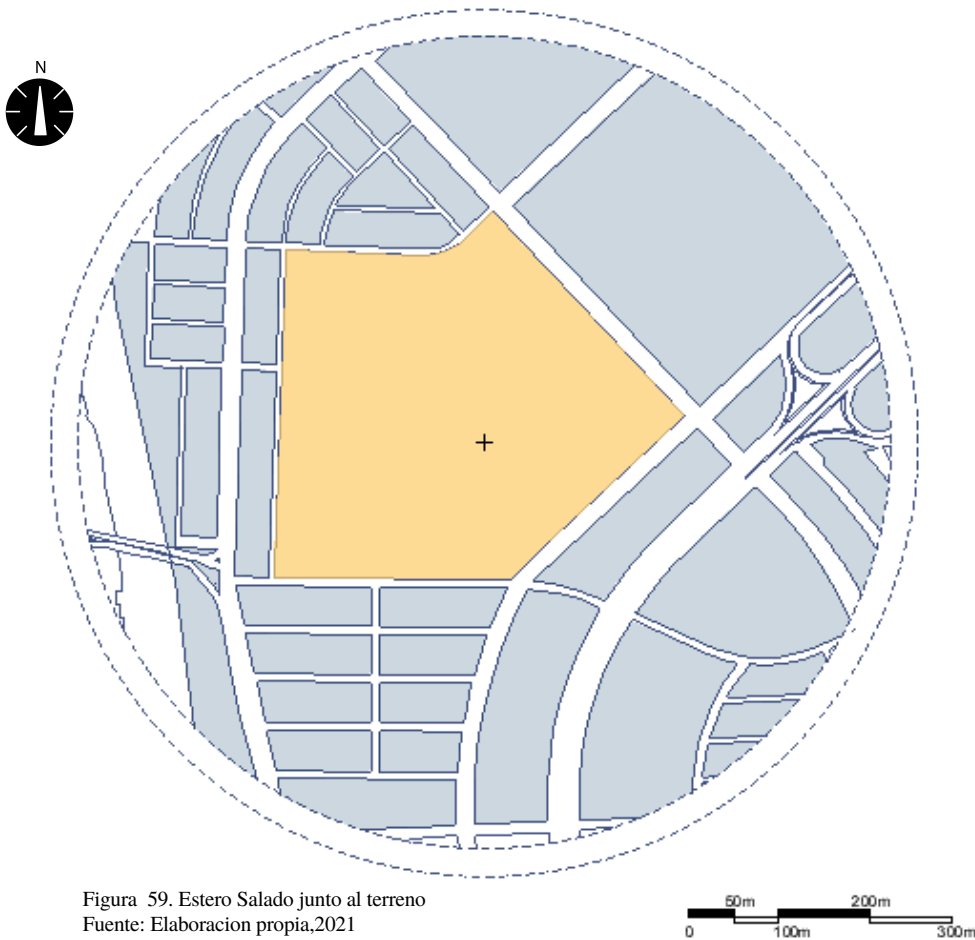 N
Figura 59. Estero Salado junto al terreno
Fuente: Elaboracion propia,2021
50m 200m
0 100m 300m